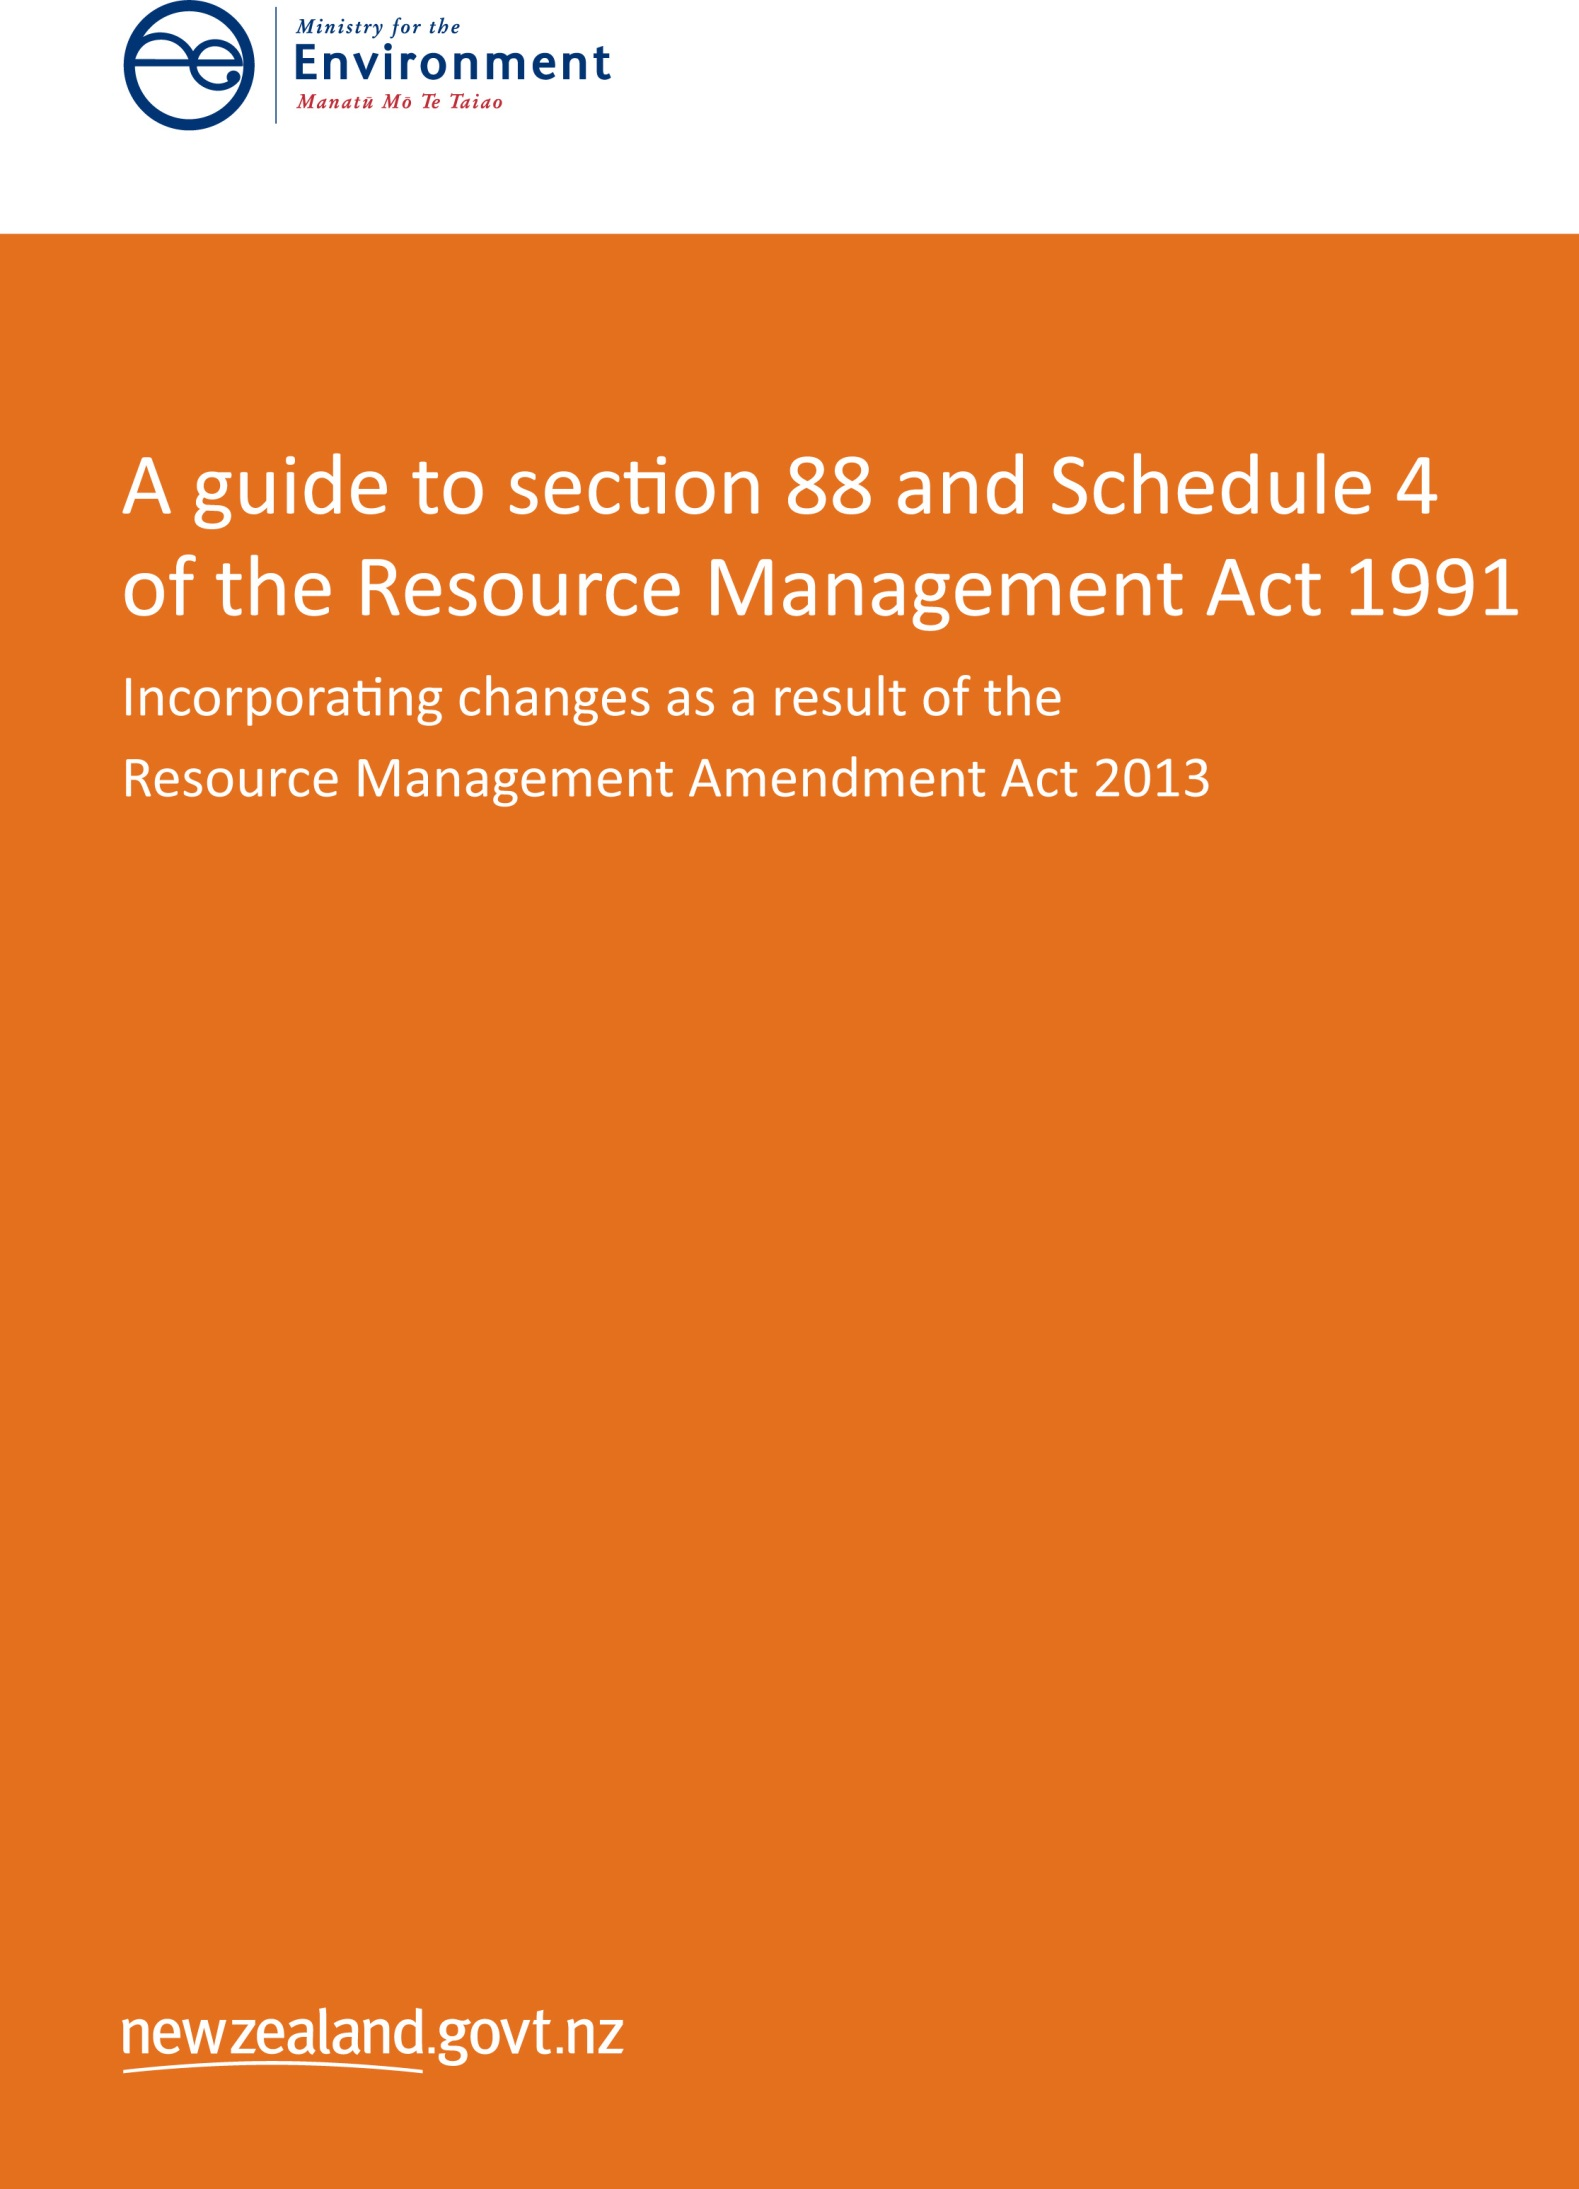 Ministry for the
Environment
Manatū Mō Te Taiao
A guide to section 88 and Schedule 4
of the Resource Management Act 1991
Incorporating changes as a result of the
Resource Management Amendment Act 2013
newzealand.govt.nz